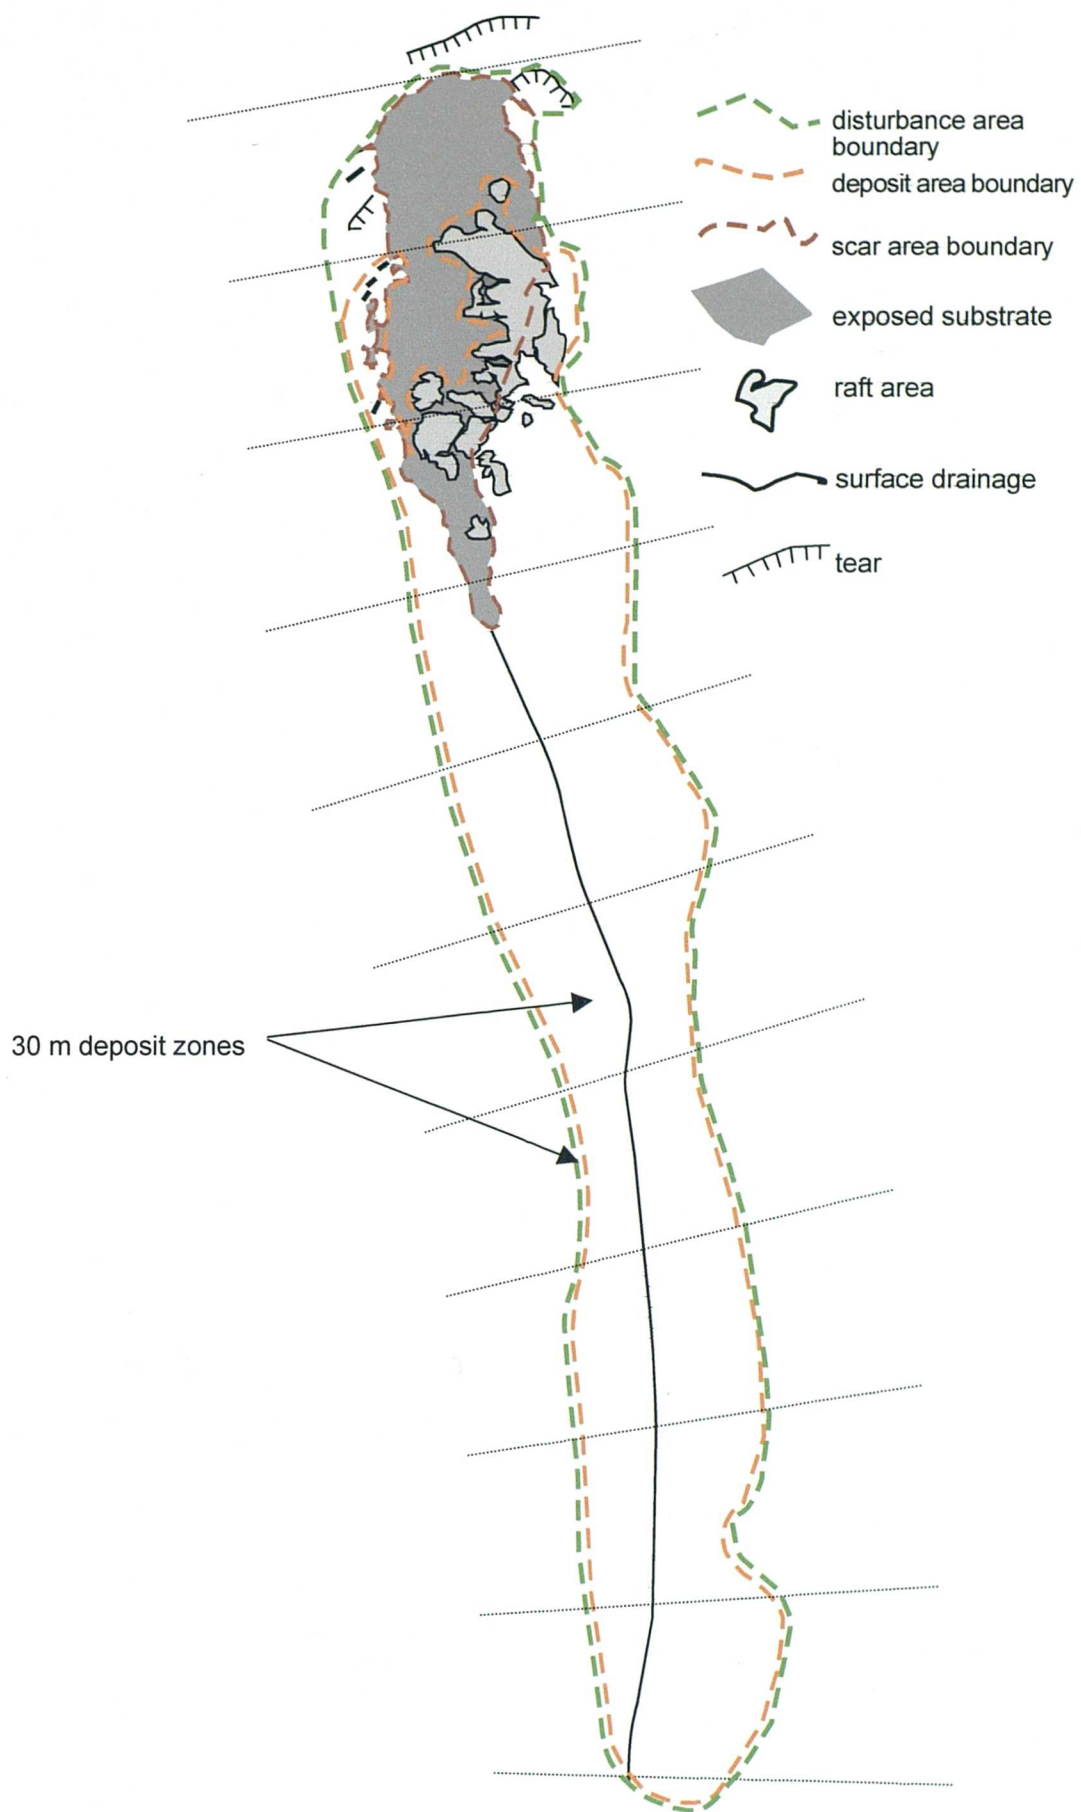 disturbance area
boundary
deposit area boundary
scar area boundary
exposed substrate
raft area
surface drainage
tear
30 m deposit zones